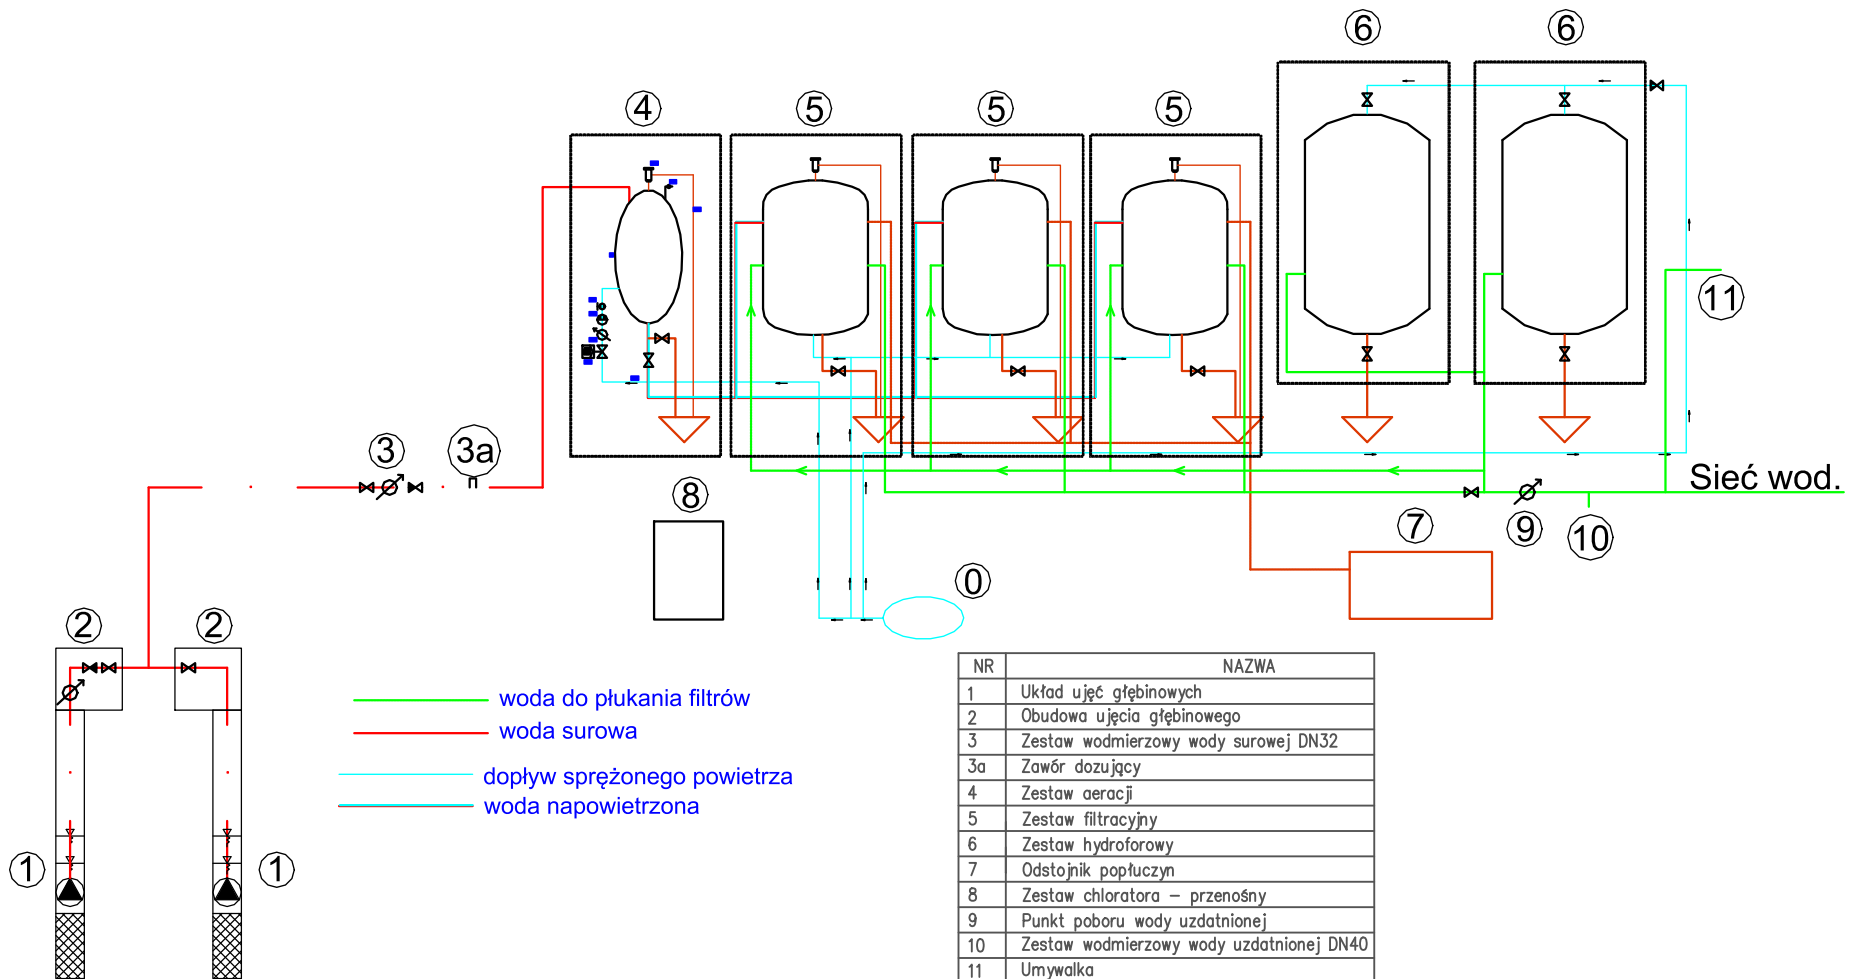 6 6
4 5 5 5
11
3 3a
Sieć wod.
8
7 9 10
0
2 2
woda do płukania filtrów
woda surowa
dopływ sprężonego powietrza
woda napowietrzona
1 1
NR NAZWA
1 Układ ujęć głębinowych
2 Obudowa ujęcia głębinowego
3 Zestaw wodmierzowy wody surowej DN32
3a Zawór dozujący
4 Zestaw aeracji
5 Zestaw filtracyjny
6 Zestaw hydroforowy
7 Odstojnik popłuczyn
8 Zestaw chloratora – przenośny
9 Punkt poboru wody uzdatnionej
10 Zestaw wodmierzowy wody uzdatnionej DN40
11 Umywalka